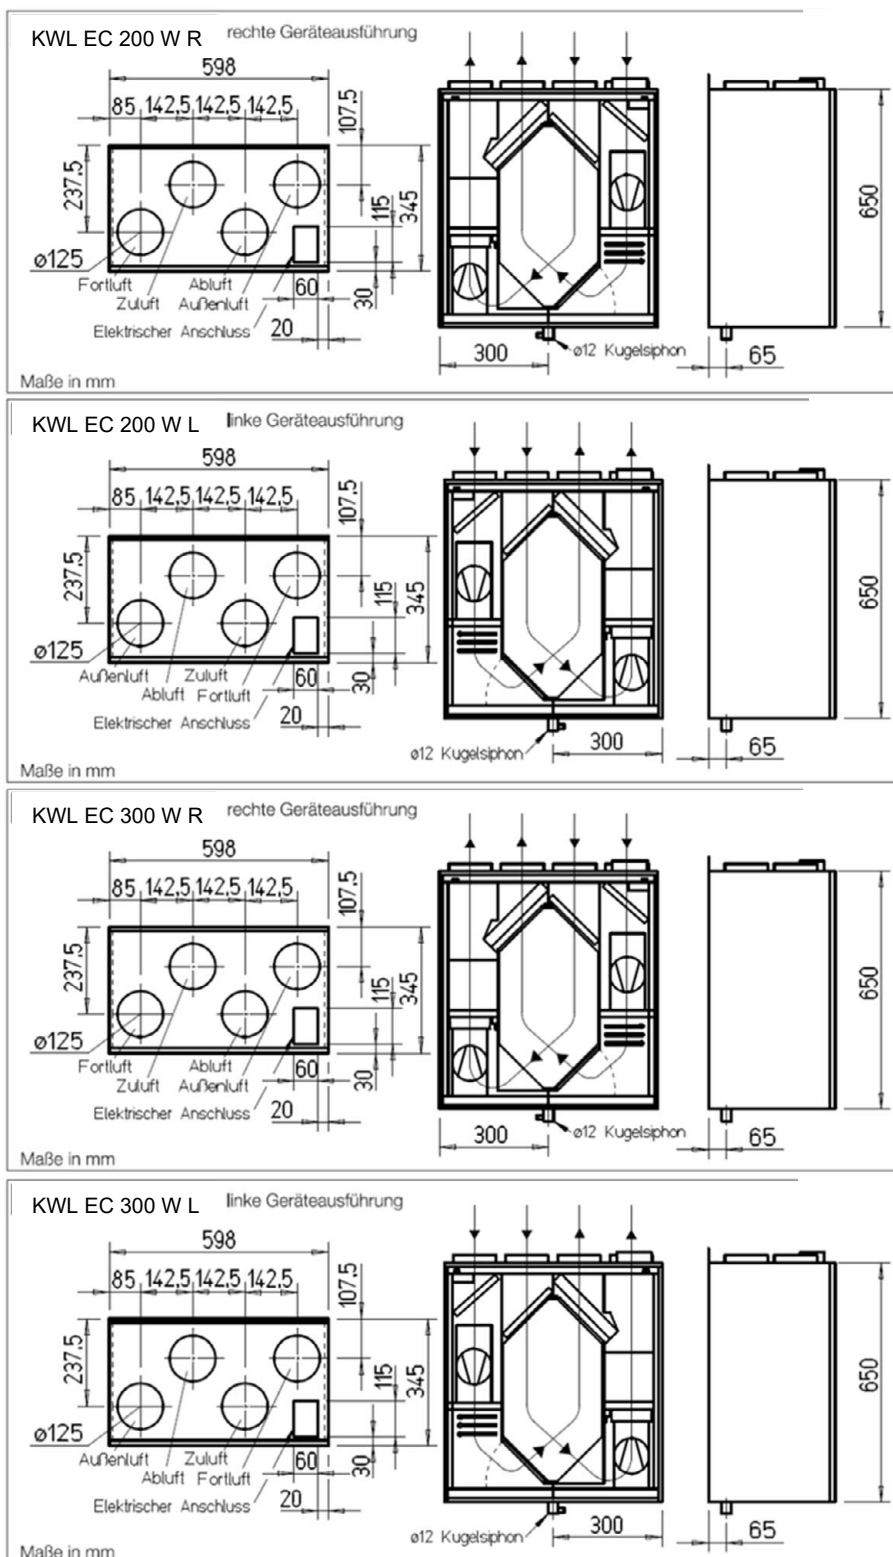 KWL EC 200 W R rechte Geräteausführung
598
85 142,5 142,5 142,5
107.5
237.5
115
345
650
ø125
Fortluft
Zuluft
Abluft
Außenluft
60
30
Elektrischer Anschluss
20
300
ø12 Kugelsiphon
65
Maße in mm
KWL EC 200 W L linke Geräteausführung
598
85 142,5 142,5 142,5
107.5
237.5
115
345
650
ø125
Außenluft
Abluft
Zuluft
Fortluft
60
30
Elektrischer Anschluss
20
ø12 Kugelsiphon
300
65
Maße in mm
KWL EC 300 W R rechte Geräteausführung
598
85 142,5 142,5 142,5
107.5
237.5
115
345
650
ø125
Fortluft
Zuluft
Abluft
Außenluft
60
30
Elektrischer Anschluss
20
300
ø12 Kugelsiphon
65
Maße in mm
KWL EC 300 W L linke Geräteausführung
598
85 142,5 142,5 142,5
107.5
237.5
115
345
650
ø125
Außenluft
Abluft
Zuluft
Fortluft
60
30
Elektrischer Anschluss
20
ø12 Kugelsiphon
300
65
Maße in mm